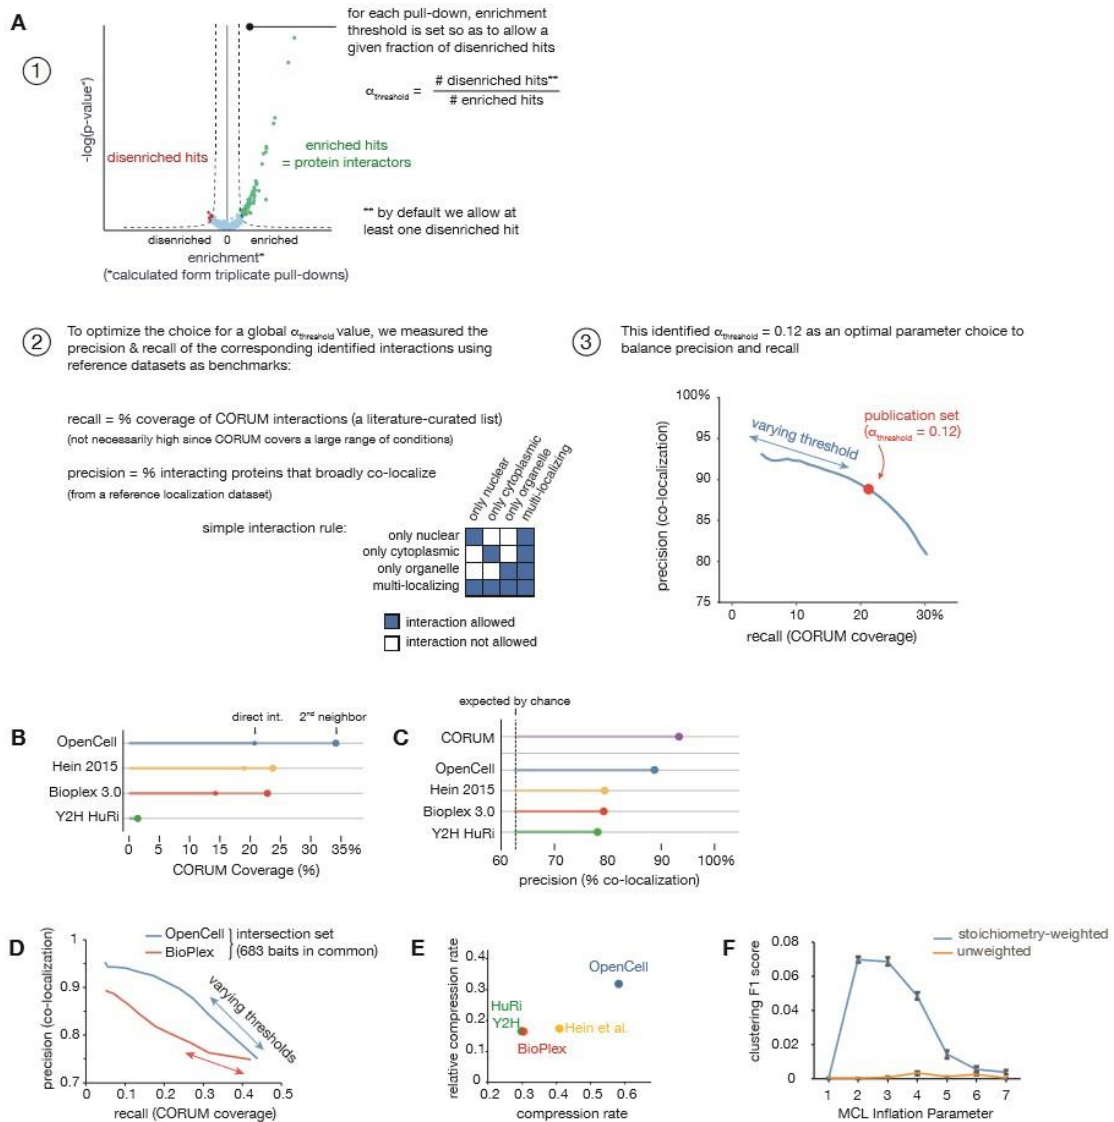 A
1
for each pull-down, enrichment
threshold is set so as to allow a
given fraction of disenriched hits
αthreshold = # disenriched hits** / # enriched hits
-log(p-value*)
disenriched hits
enriched hits
= protein interactors
** by default we allow at
least one disenriched hit
disenriched 0 enriched
enrichment*
(*calculated form triplicate pull-downs)
2
To optimize the choice for a global αthreshold value, we measured the
precision & recall of the corresponding identified interactions using
reference datasets as benchmarks:
recall = % coverage of CORUM interactions (a literature-curated list)
(not necessarily high since CORUM covers a large range of conditions)
precision = % interacting proteins that broadly co-localize
(from a reference localization dataset)
simple interaction rule:
only nuclear
only cytoplasmic
only organelle
multi-localizing
only nuclear
only cytoplasmic
only organelle
multi-localizing
interaction allowed
interaction not allowed
3
This identified αthreshold = 0.12 as an optimal parameter choice to
balance precision and recall
precision (co-localization)
100%
95
90
85
80
75
varying threshold
publication set
(αthreshold = 0.12)
0 10 20 30%
recall (CORUM coverage)
B
direct int. 2nd neighbor
OpenCell
Hein 2015
Bioplex 3.0
Y2H HuRi
0 5 10 15 20 25 30 35%
CORUM Coverage (%)
C
expected by chance
CORUM
OpenCell
Hein 2015
Bioplex 3.0
Y2H HuRi
60 70 80 90 100%
precision (% co-localization)
D
precision (co-localization)
1
0.9
0.8
0.7
OpenCell
BioPlex
intersection set
(683 baits in common)
varying thresholds
0 0.1 0.2 0.3 0.4 0.5
recall (CORUM coverage)
E
relative compression rate
0.4
0.3
0.2
0.1
0
OpenCell
HuRi
Y2H
Hein et al.
BioPlex
0.2 0.3 0.4 0.5 0.6
compression rate
F
stoichiometry-weighted
unweighted
clustering F1 score
0.08
0.06
0.04
0.02
0
1 2 3 4 5 6 7
MCL Inflation Parameter